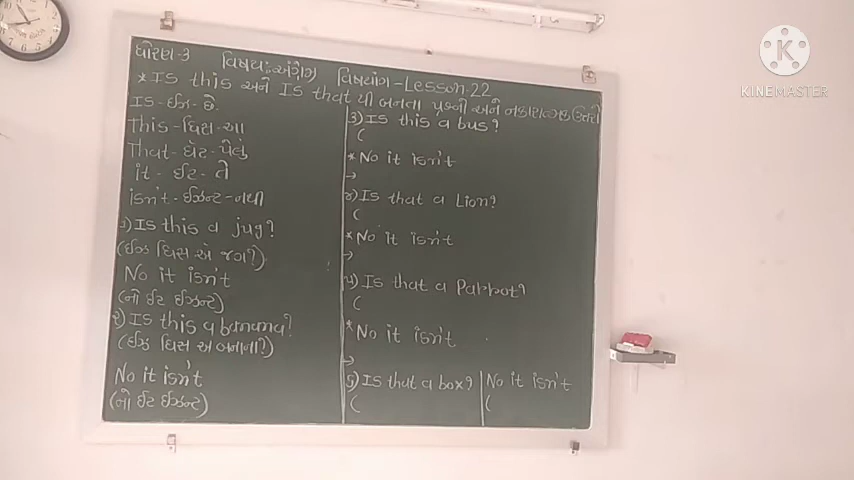 ધોરણ-3 વિષય:અંગ્રેજી વિષયાંગ-Lesson-22
*Is this અને Is that થી બનતા પ્રશ્નો અને નકારાત્મક ઉત્તરો
Is-ઈઝ-છે.
This-ધિસ-આ
That-ધેટ-પેલું
it-ઈટ-તે
isn't-ઈઝન્ટ-નથી
૧)Is this a jug?
(ઈઝ ધિસ એ જગ?)
No it isn't
(નો ઈટ ઈઝન્ટ)
૨)Is this a banana?
(ઈઝ ધિસ એ બનાના?)
No it isn't
(નો ઈટ ઈઝન્ટ)
૩)Is this a bus?
(
*No it isn't
→
૪)Is that a Lion?
(
*No it isn't
→
૫)Is that a Parrot?
(
*No it isn't
→
૬)Is that a box?
(
No it isn't
(
KINEMASTER